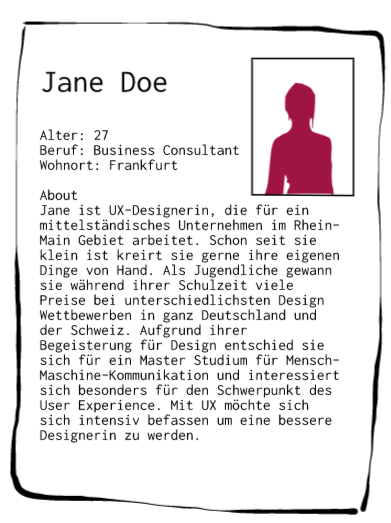 Jane Doe
Alter: 27
Beruf: Business Consultant
Wohnort: Frankfurt
About
Jane ist UX-Designerin, die für ein
mittelständisches Unternehmen im Rhein-
Main Gebiet arbeitet. Schon seit sie
klein ist kreirt sie gerne ihre eigenen
Dinge von Hand. Als Jugendliche gewann
sie während ihrer Schulzeit viele
Preise bei unterschiedlichsten Design
Wettbewerben in ganz Deutschland und
der Schweiz. Aufgrund ihrer
Begeisterung für Design entschied sie
sich für ein Master Studium für Mensch-
Maschine-Kommunikation und interessiert
sich besonders für den Schwerpunkt des
User Experience. Mit UX möchte sich
sich intensiv befassen um eine bessere
Designerin zu werden.